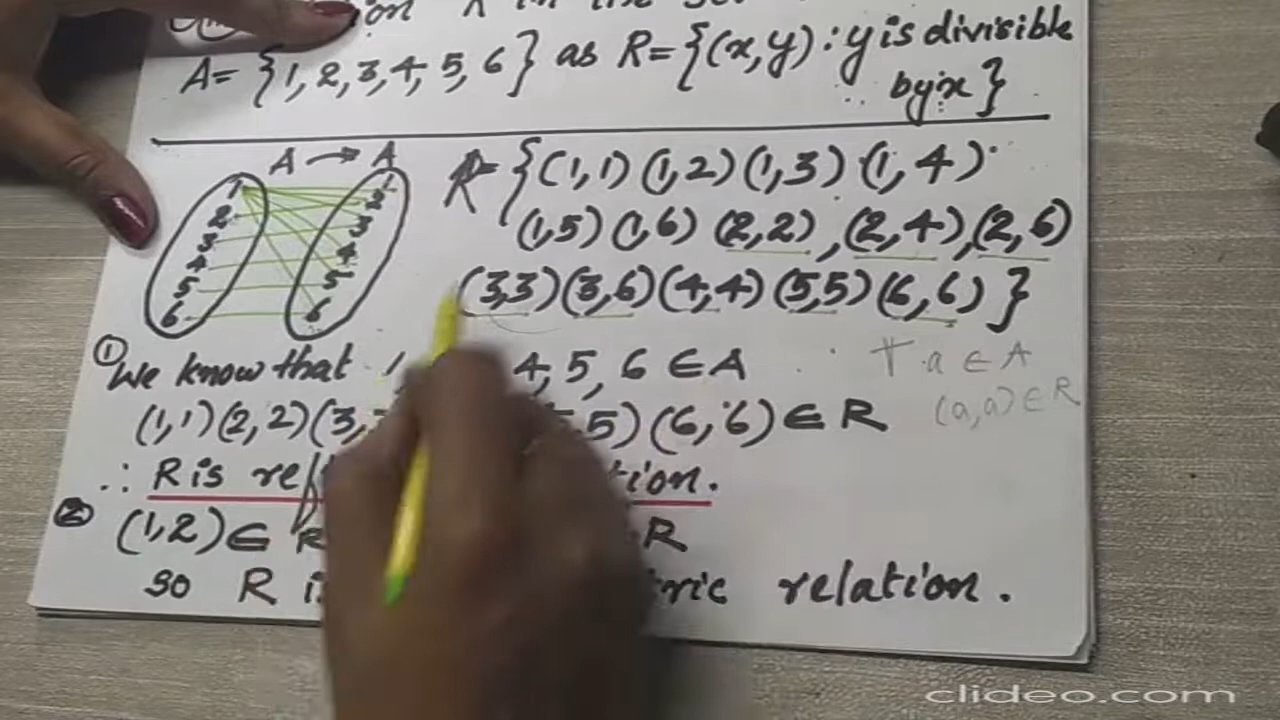 A = {1, 2, 3, 4, 5, 6} as R = {(x, y) : y is divisible
by x}
A → A
1 2 3 4 5 6
1 2 3 4 5 6
R = {(1,1) (1,2) (1,3) (1,4)
(1,5) (1,6) (2,2), (2,4), (2,6)
(3,3) (3,6) (4,4) (5,5) (6,6) }
① We know that 4, 5, 6 ∈ A
∀ a ∈ A
(1,1) (2,2) (6,6) ∈ R
(a,a) ∈ R
∴ R is
②
(1,2) ∈ R R
so R relation.
clideo.com